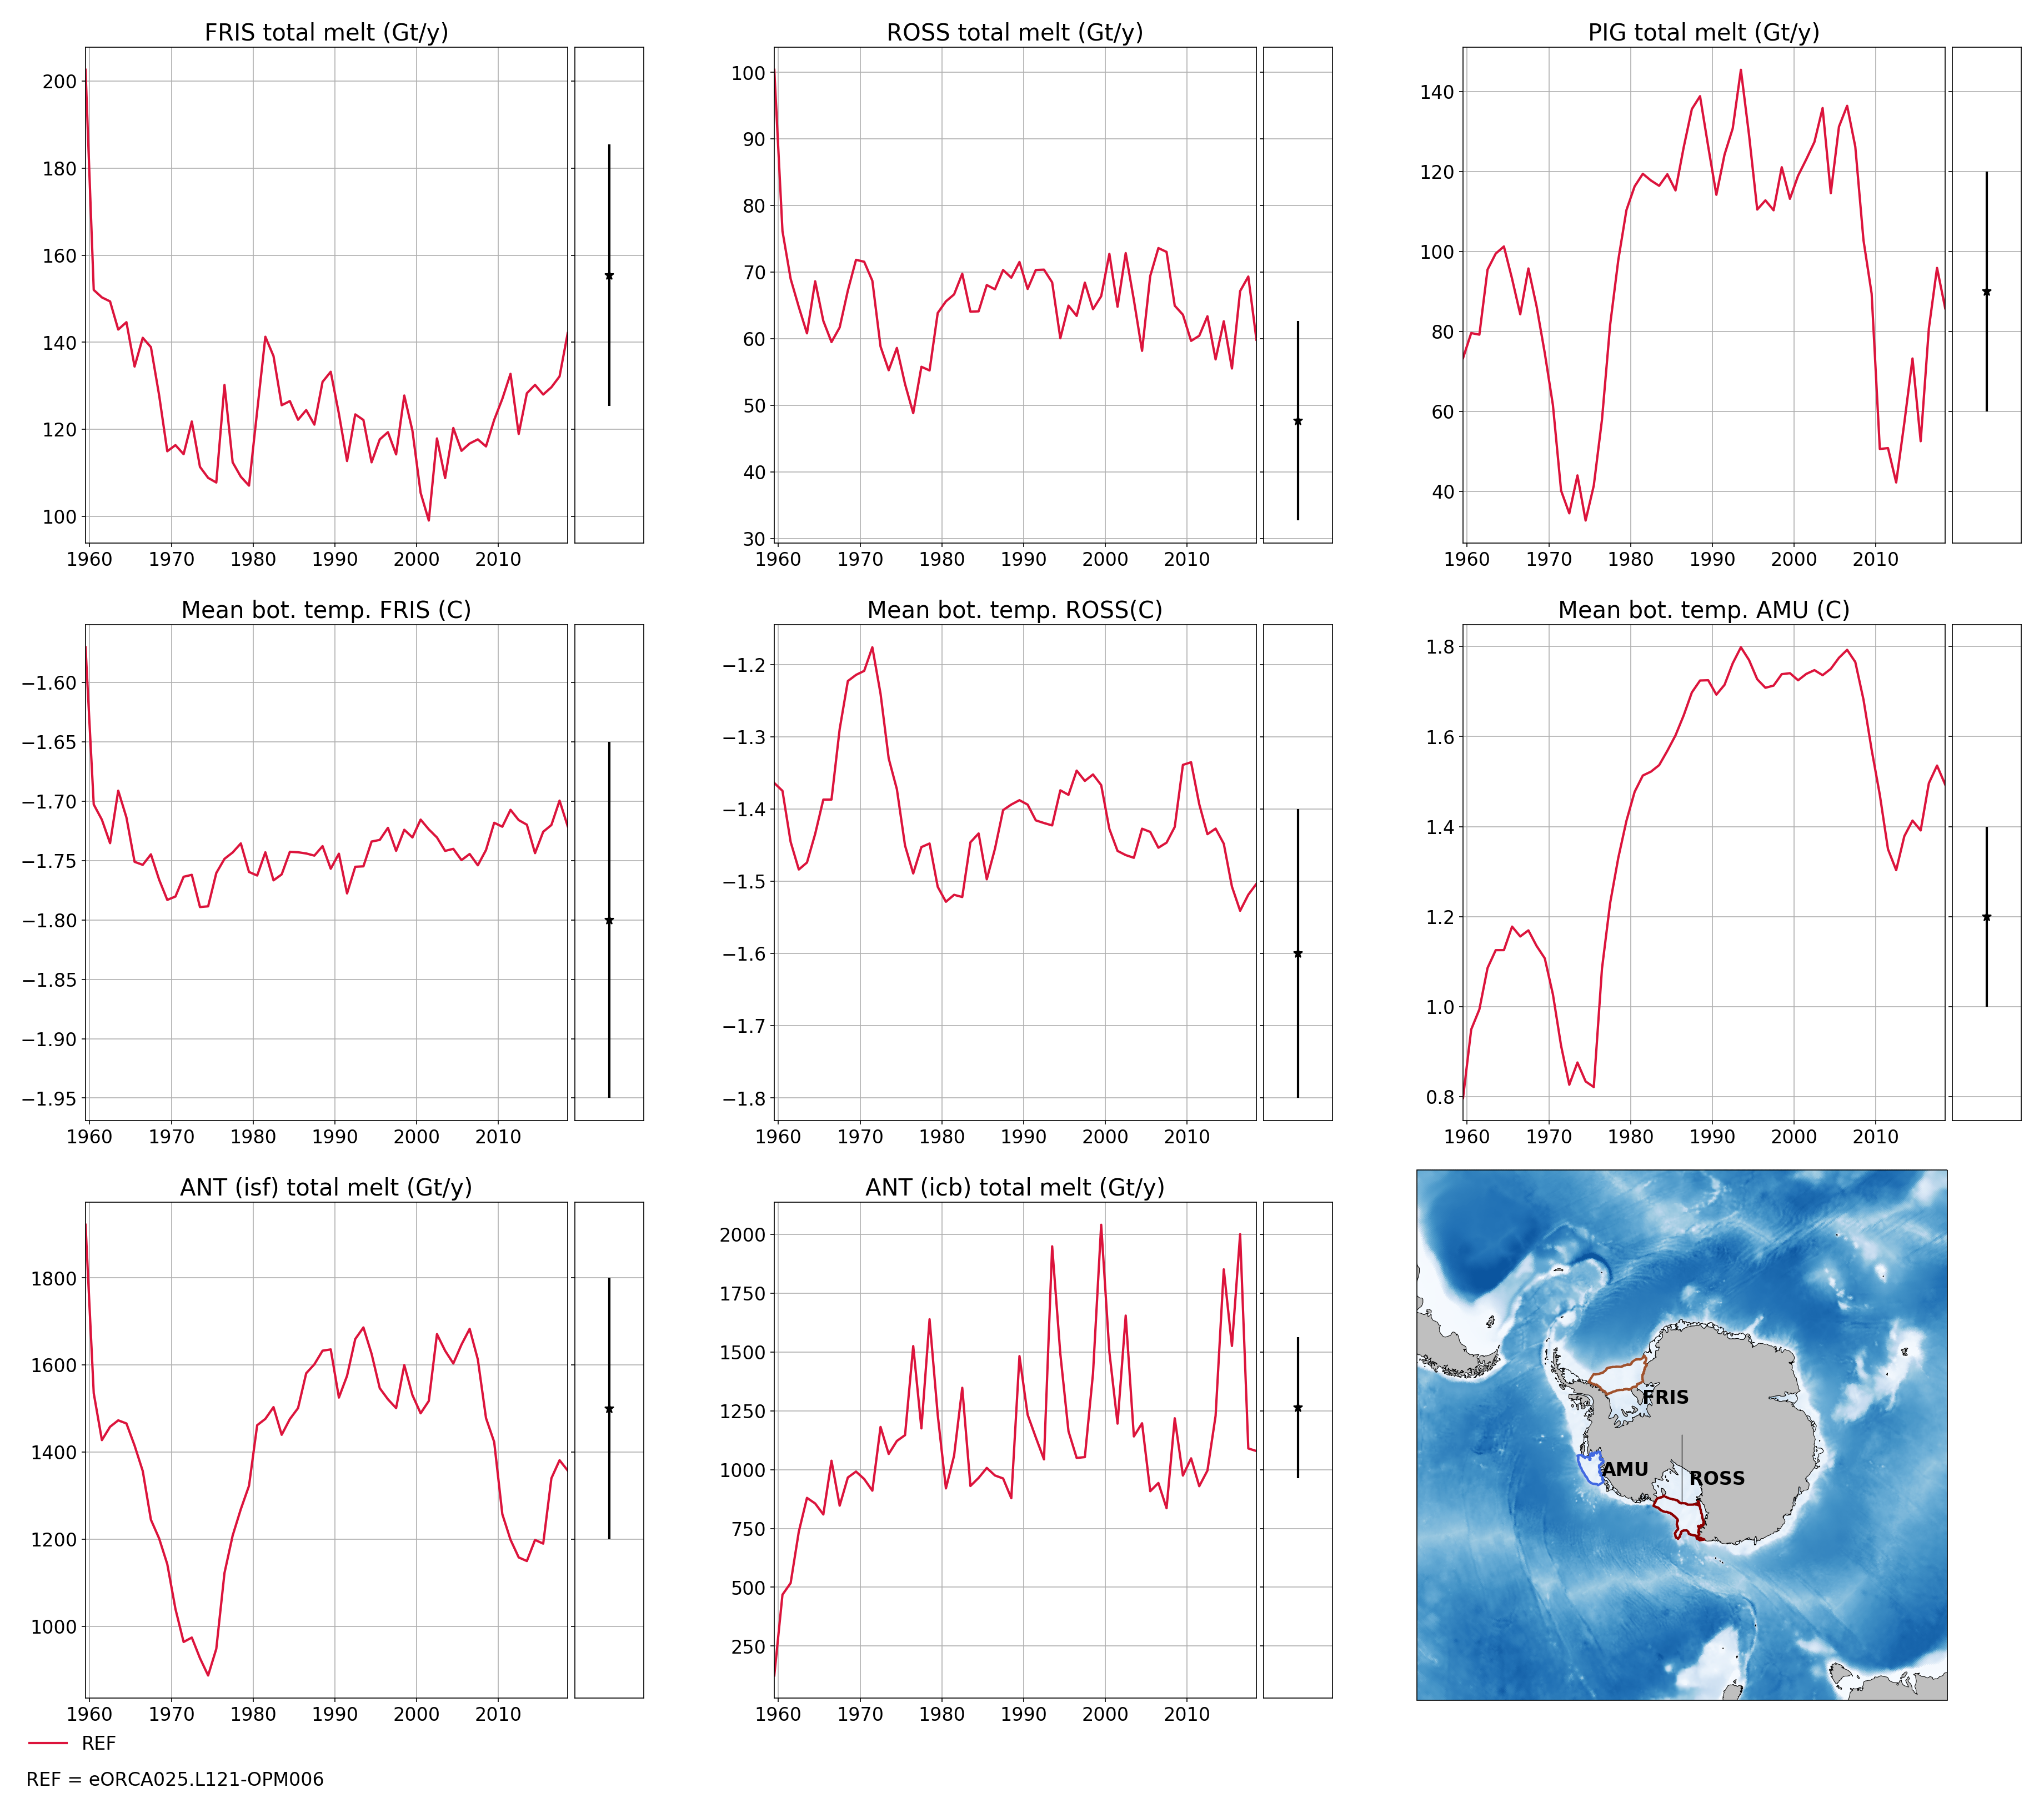 FRIS total melt (Gt/y)
200
180
160
140
120
100
1960 1970 1980 1990 2000 2010
ROSS total melt (Gt/y)
100
90
80
70
60
50
40
30
1960 1970 1980 1990 2000 2010
PIG total melt (Gt/y)
140
120
100
80
60
40
1960 1970 1980 1990 2000 2010
Mean bot. temp. FRIS (C)
−1.60
−1.65
−1.70
−1.75
−1.80
−1.85
−1.90
−1.95
1960 1970 1980 1990 2000 2010
Mean bot. temp. ROSS(C)
−1.2
−1.3
−1.4
−1.5
−1.6
−1.7
−1.8
1960 1970 1980 1990 2000 2010
Mean bot. temp. AMU (C)
1.8
1.6
1.4
1.2
1.0
0.8
1960 1970 1980 1990 2000 2010
ANT (isf) total melt (Gt/y)
1800
1600
1400
1200
1000
1960 1970 1980 1990 2000 2010
ANT (icb) total melt (Gt/y)
2000
1750
1500
1250
1000
750
500
250
1960 1970 1980 1990 2000 2010
FRIS
AMU
ROSS
REF
REF = eORCA025.L121-OPM006